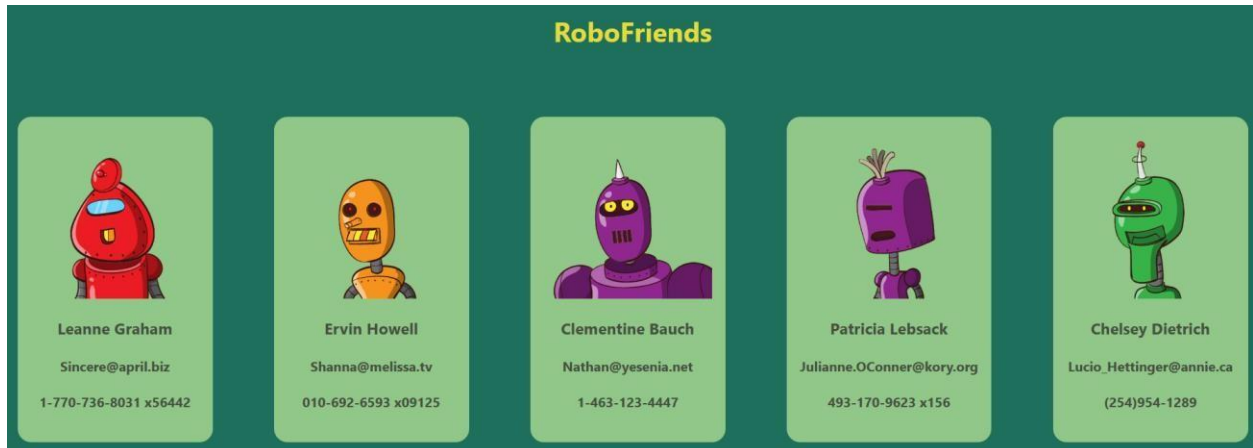 RoboFriends
Leanne Graham
Sincere@april.biz
1-770-736-8031 x56442
Ervin Howell
Shanna@melissa.tv
010-692-6593 x09125
Clementine Bauch
Nathan@yesenia.net
1-463-123-4447
Patricia Lebsack
Julianne.OConner@kory.org
493-170-9623 x156
Chelsey Dietrich
Lucio_Hettinger@annie.ca
(254)954-1289